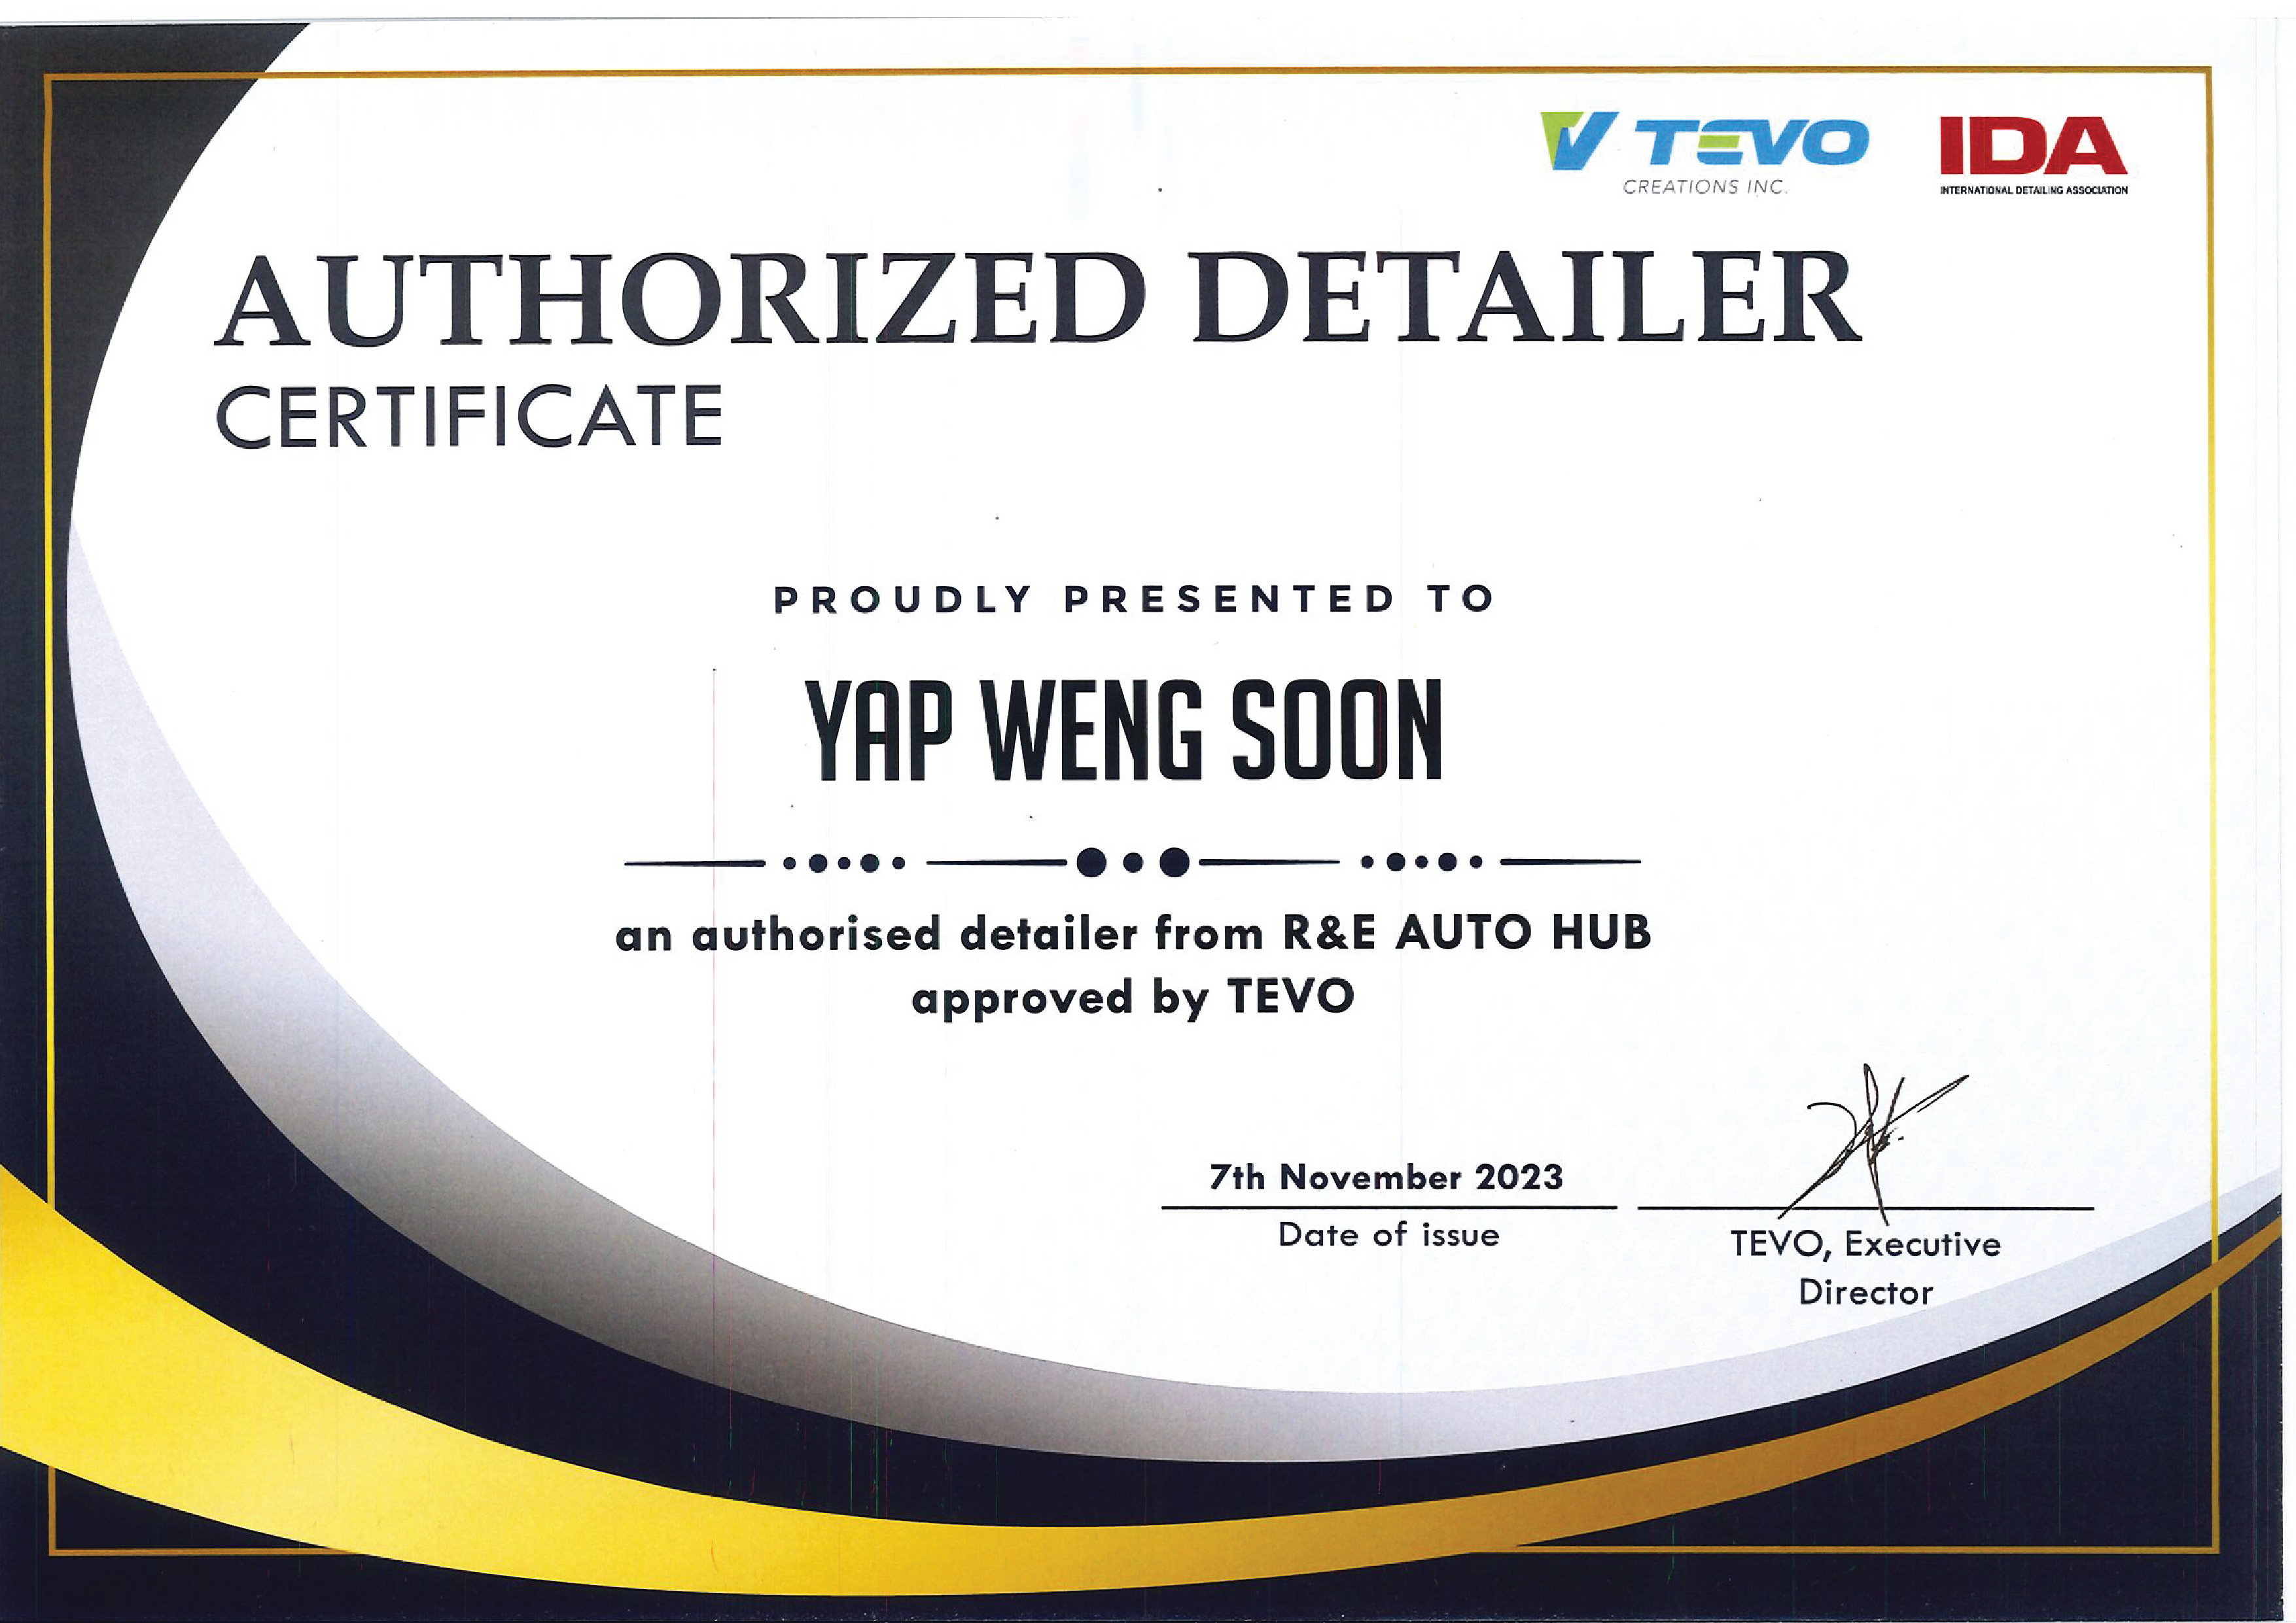 TEVO
CREATIONS INC.
IDA
INTERNATIONAL DETAILING ASSOCIATION
AUTHORIZED DETAILER
CERTIFICATE
PROUDLY PRESENTED TO
YAP WENG SOON
an authorised detailer from R&E AUTO HUB
approved by TEVO
7th November 2023
Date of issue
TEVO, Executive
Director